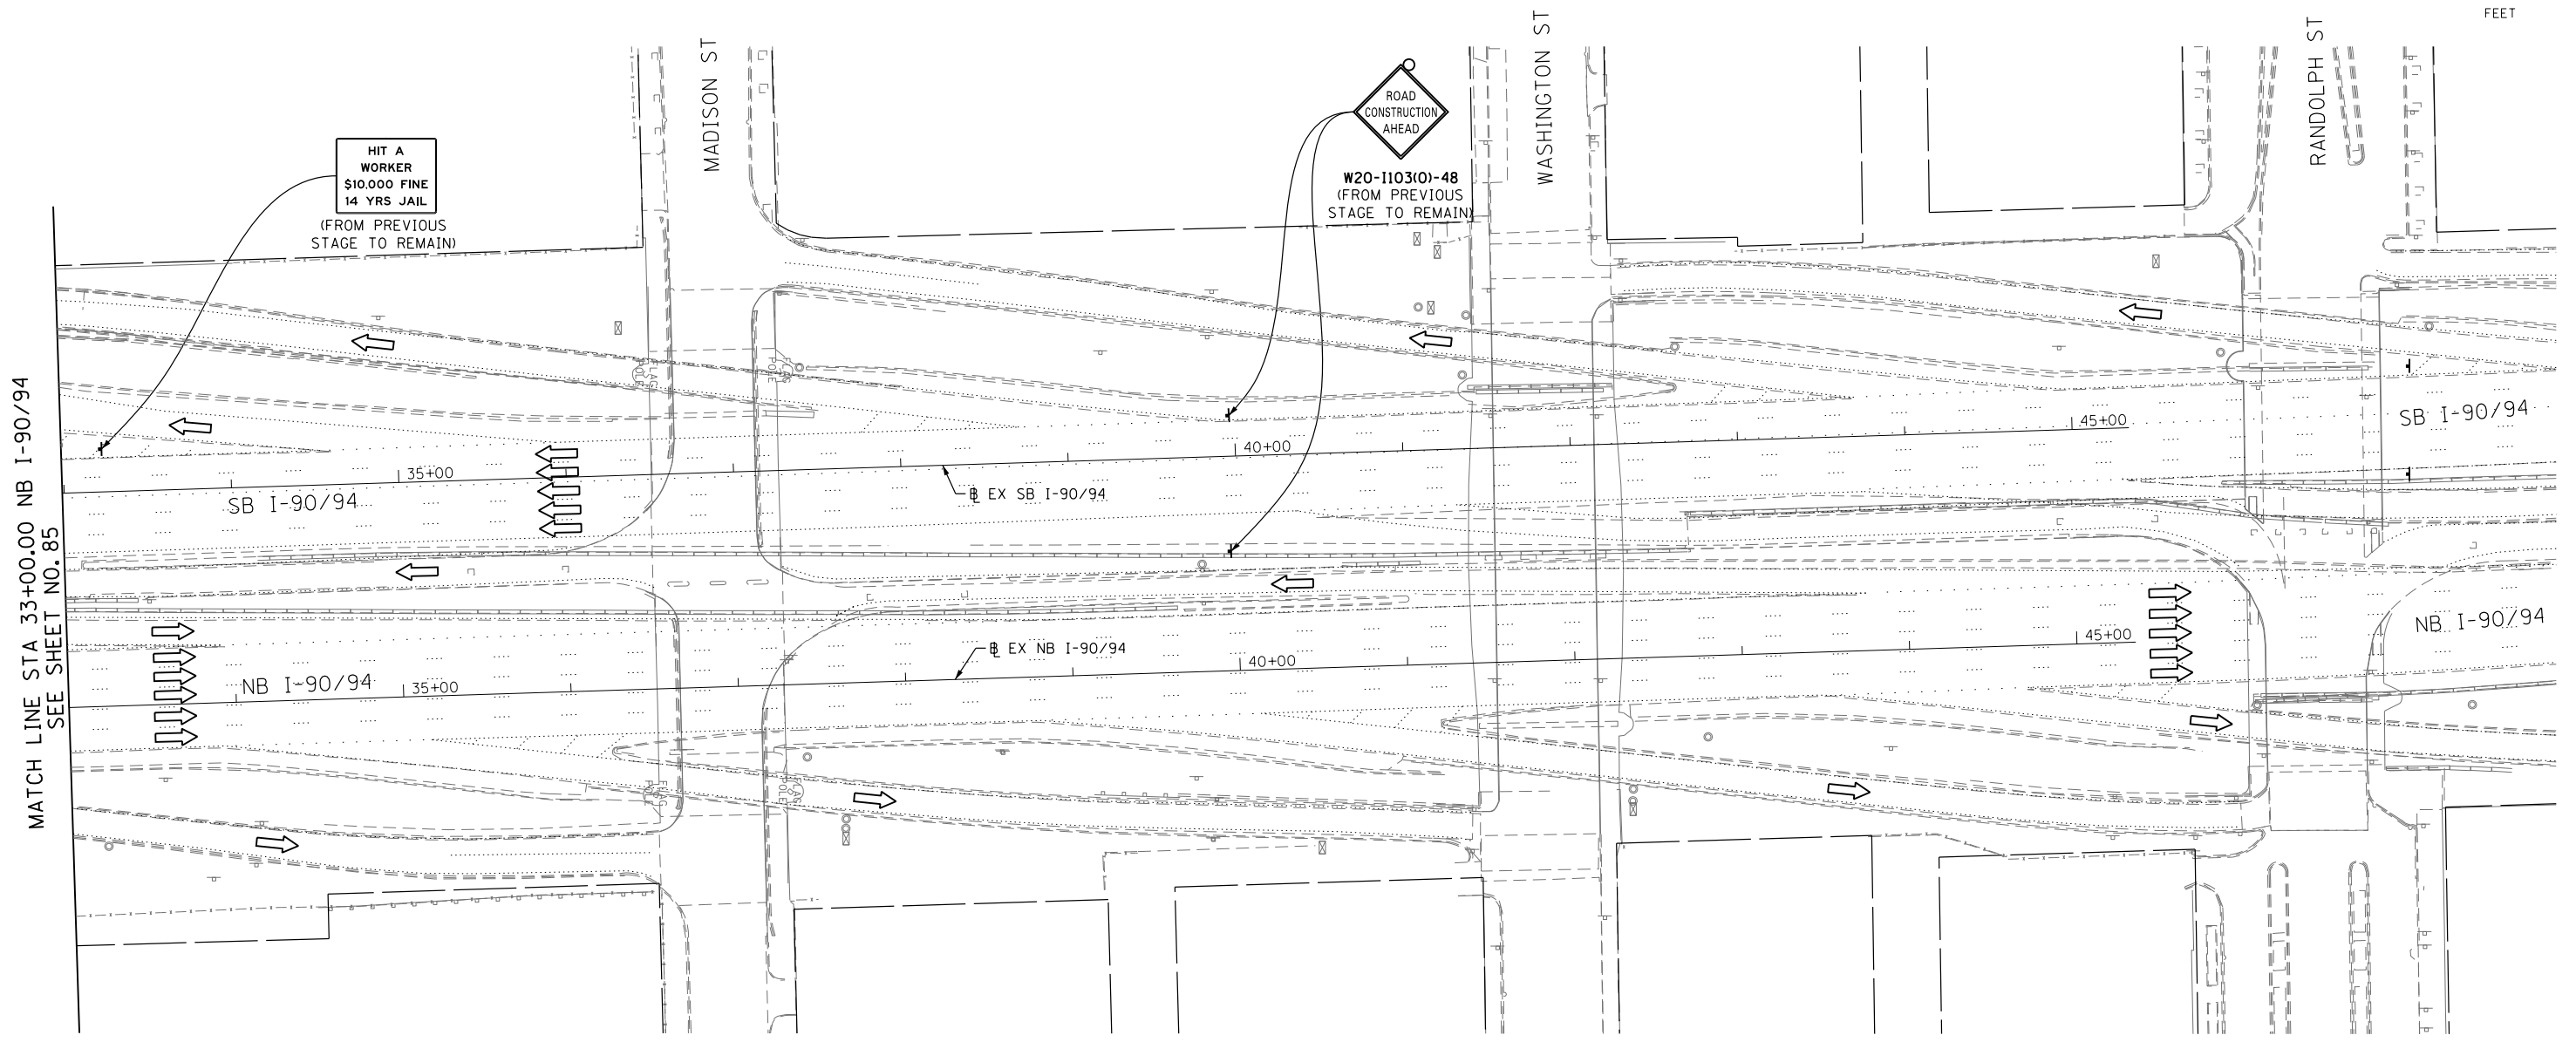 FEET
MADISON ST
WASHINGTON ST
RANDOLPH ST
ROAD
CONSTRUCTION
AHEAD
W20-I103(O)-48
(FROM PREVIOUS
STAGE TO REMAIN)
HIT A
WORKER
$10,000 FINE
14 YRS JAIL
(FROM PREVIOUS
STAGE TO REMAIN)
MATCH LINE STA 33+00.00 NB I-90/94
SEE SHEET NO. 85
SB I-90/94
45+00
40+00
35+00
SB I-90/94
EX SB I-90/94
NB I-90/94
45+00
EX NB I-90/94
40+00
35+00
NB I-90/94